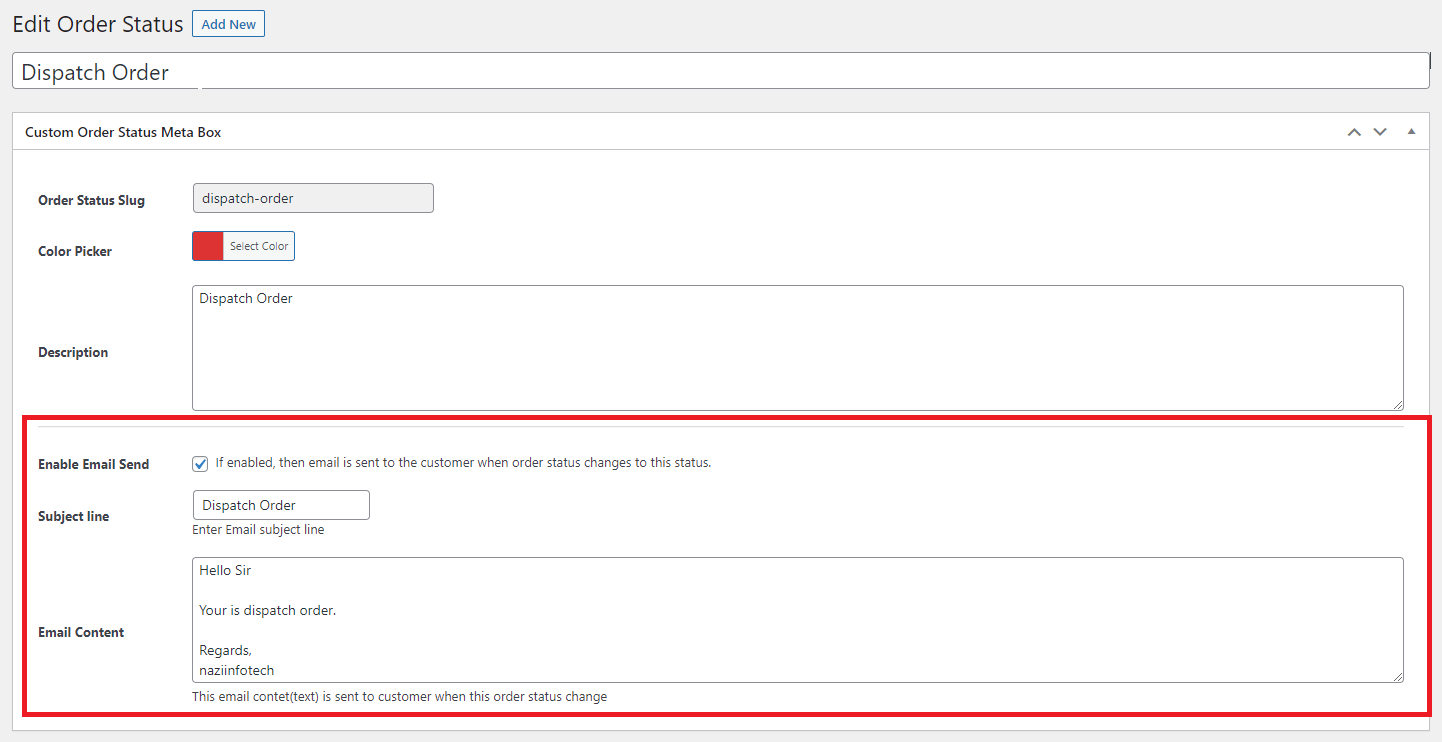 Edit Order Status Add New
Dispatch Order
Custom Order Status Meta Box
Order Status Slug dispatch-order
Color Picker Select Color
Description Dispatch Order
Enable Email Send If enabled, then email is sent to the customer when order status changes to this status.
Subject line Dispatch Order
Enter Email subject line
Email Content
Hello Sir
Your is dispatch order.
Regards,
naziinfotech
This email contet(text) is sent to customer when this order status change